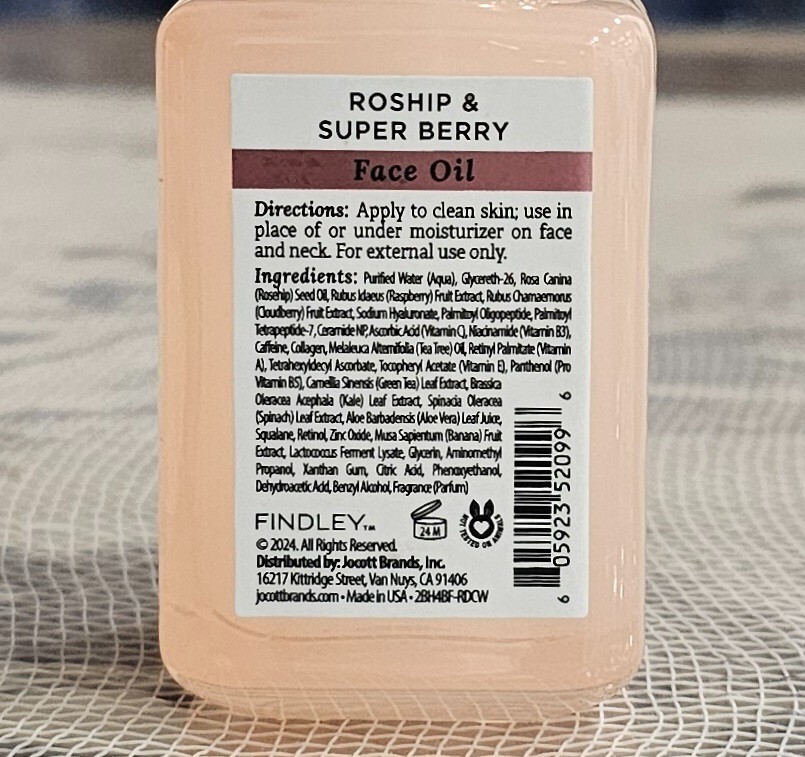 ROSHIP &
SUPER BERRY
Face Oil
Directions: Apply to clean skin; use in
place of or under moisturizer on face
and neck. For external use only.
Ingredients: Purified Water (Aqua), Glycereth-26, Rosa Canina
(Rosehip) Seed Oil, Rubus Idaeus (Raspberry) Fruit Extract, Rubus Chamaemorus
(Cloudberry) Fruit Extract, Sodium Hyaluronate, Palmitoyl Oligopeptide, Palmitoyl
Tetrapeptide-7, Ceramide NP, Ascorbic Acid (Vitamin C), Niacinamide (Vitamin B3),
Caffeine, Collagen, Melaleuca Alternifolia (Tea Tree) Oil, Retinyl Palmitate (Vitamin
A), Tetrahexyldecyl Ascorbate, Tocopheryl Acetate (Vitamin E), Panthenol (Pro
Vitamin B5), Camellia Sinensis (Green Tea) Leaf Extract, Brassica
Oleracea Acephala (Kale) Leaf Extract, Spinacia Oleracea
(Spinach) Leaf Extract, Aloe Barbadensis (Aloe Vera) Leaf Juice,
Squalane, Retinol, Zinc Oxide, Musa Sapientum (Banana) Fruit
Extract, Lactococcus Ferment Lysate, Glycerin, Aminomethyl
Propanol, Xanthan Gum, Citric Acid, Phenoxyethanol,
Dehydroacetic Acid, Benzyl Alcohol, Fragrance (Parfum)
FINDLEY™
24 M
NOT TESTED ON ANIMALS
© 2024. All Rights Reserved.
Distributed by: Jocott Brands, Inc.
16217 Kittridge Street, Van Nuys, CA 91406
jocottbrands.com • Made in USA • 2BH4BF-RDCW
6 05923 52099 6